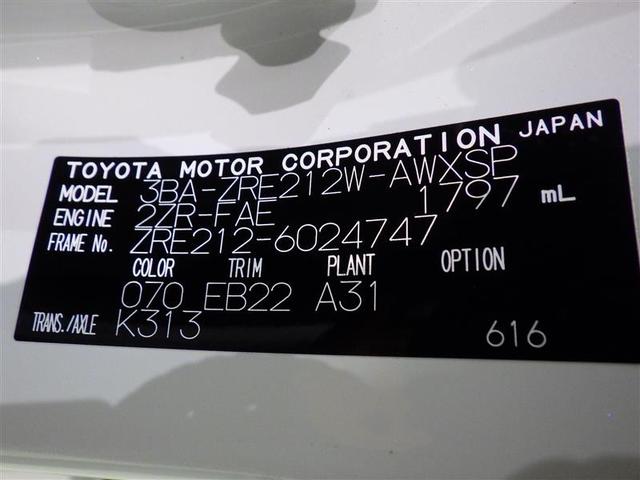 TOYOTA MOTOR CORPORATION JAPAN
MODEL 3BA-ZRE212W-AWXSP
ENGINE 2ZR-FAE 1797 mL
FRAME No. ZRE212-6024747
COLOR TRIM PLANT OPTION
070 EB22 A31
TRANS./AXLE K313 616